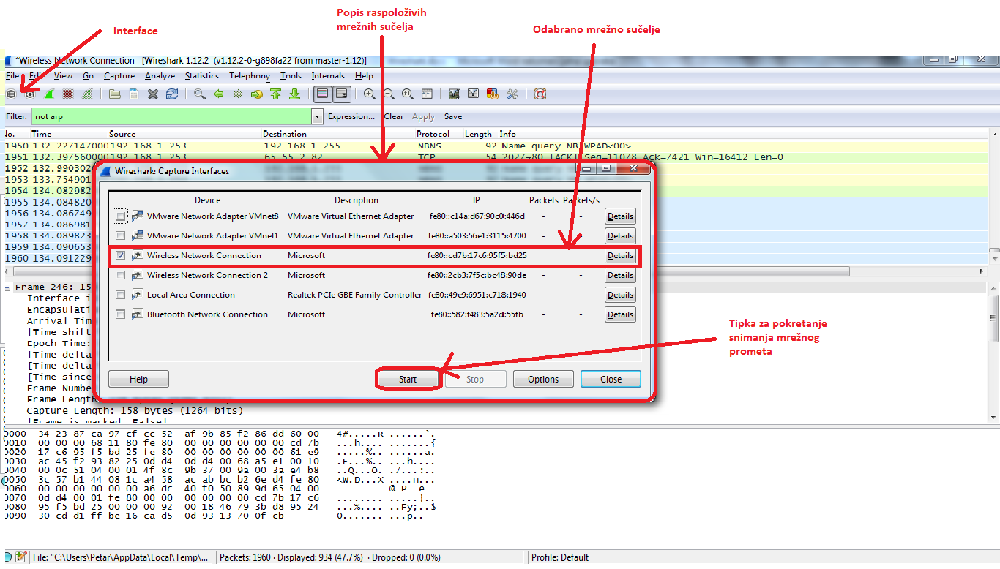 Popis raspoloživih
mrežnih sučelja
Interface
Odabrano mrežno sučelje
*Wireless Network Connection [Wireshark 1.12.2 (v1.12.2-0-g898fa22 from master-1.12)]
File Edit View Go Capture Analyze Statistics Telephony Tools Internals Help
Filter: not arp Expression... Clear Apply Save
No. Time Source Destination Protocol Length Info
1950 132.227147000 192.168.1.253 192.168.1.255 NBNS 92 Name query NB WPAD<00>
1951 132.397560000 192.168.1.253 65.55.2.82 TCP 54 2027→80 [ACK] Seq=11078 Ack=7421 Win=16412 Len=0
1952 132.990302
1953 133.754901
1954 134.082982
1955 134.084820
1956 134.086749
1957 134.086981
1958 134.089823
1959 134.090653
1960 134.091229
Wireshark: Capture Interfaces
Device Description IP Packets Packets/s
VMware Network Adapter VMnet8 VMware Virtual Ethernet Adapter fe80::c14a:d67:90c0:446d - - Details
VMware Network Adapter VMnet1 VMware Virtual Ethernet Adapter fe80::a503:56e1:3115:4700 - - Details
Wireless Network Connection Microsoft fe80::cd7b:17c6:95f5:bd25 Details
Wireless Network Connection 2 Microsoft fe80::2cb3:7f5c:bc48:90de - - Details
Local Area Connection Realtek PCIe GBE Family Controller fe80::49e9:6951:c718:1940 - - Details
Bluetooth Network Connection Microsoft fe80::582:f483:5a2d:55fb - - Details
Help Start Stop Options Close
Tipka za pokretanje
snimanja mrežnog
prometa
Frame 246: 15
Interface i
Encapsulati
Arrival Tim
[Time shift
Epoch Time:
[Time delta
[Time delta
[Time since
Frame Numbe
Frame Length:
Capture Length: 158 bytes (1264 bits)
[Frame is marked: False]
0000 34 23 87 ca 97 cf cc 52 af 9b 85 f2 86 dd 60 00 4#.....R ......`.
0010 00 00 00 68 11 80 fe 80 00 00 00 00 00 00 cd 7b ...h.... .......{
0020 17 c6 95 f5 bd 25 fe 80 00 00 00 00 00 00 61 e9 .....%.. ......a.
0030 ac 45 f2 93 82 25 0d d4 0d d4 00 68 a5 e1 00 10 .E...%.. ...h....
0040 00 0c 51 04 00 01 4f 8c 9b 37 00 9a 00 3a e4 b8 ..Q...O. .7...:..
0050 3c 57 b1 44 08 1c a4 58 ac ab bc b2 6e d4 fe 80 <W.D...X ....n...
0060 00 00 00 00 00 00 a6 dc 40 f0 50 89 9d 65 04 00 ........ @.P..e..
0070 0d d4 00 01 fe 80 00 00 00 00 00 00 cd 7b 17 c6 ........ .....{..
0080 95 f5 bd 25 00 00 00 92 00 18 46 79 3b d8 95 24 ...%.... ..Fy;..$
0090 30 cd d1 ff be 16 ca d5 0d 93 13 70 0f cb 0....... ...p..
File: "C:\Users\Petar\AppData\Local\Temp\... Packets: 1960 · Displayed: 934 (47.7%) · Dropped: 0 (0.0%) Profile: Default